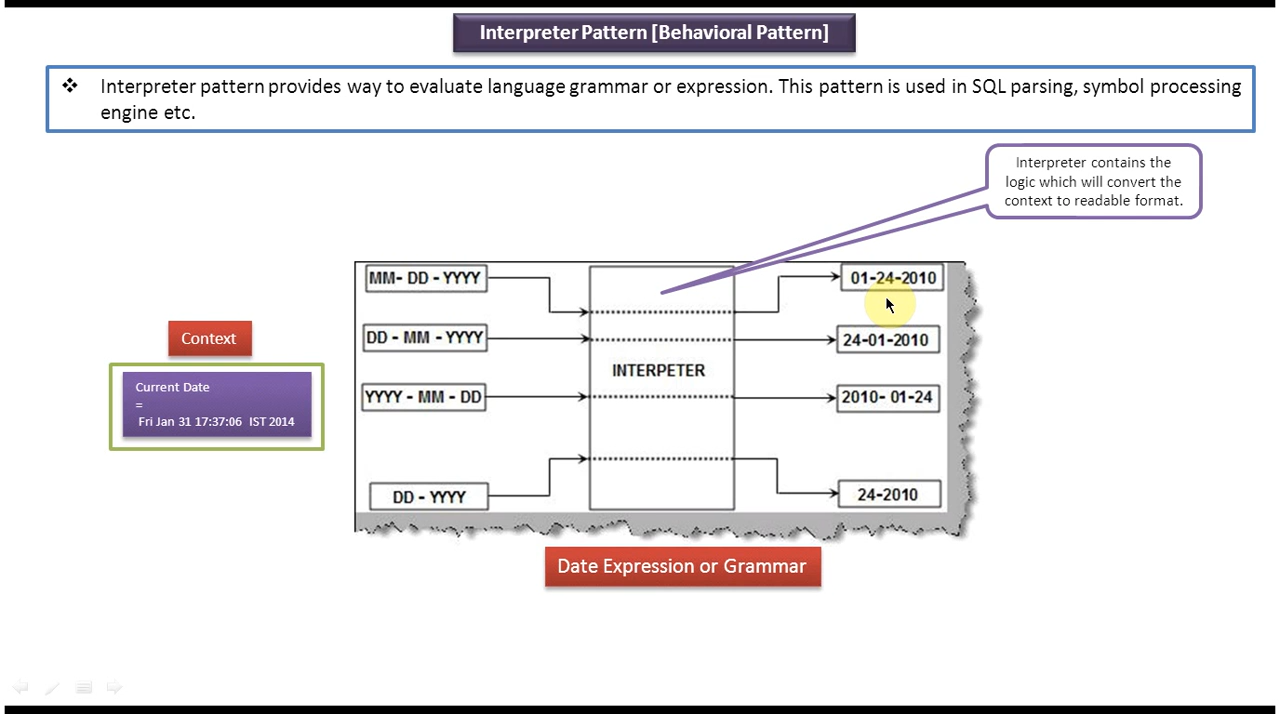 Interpreter Pattern [Behavioral Pattern]
❖ Interpreter pattern provides way to evaluate language grammar or expression. This pattern is used in SQL parsing, symbol processing
engine etc.
Interpreter contains the
logic which will convert the
context to readable format.
MM- DD - YYYY
01-24-2010
DD - MM - YYYY
24-01-2010
Context
INTERPETER
Current Date
=
Fri Jan 31 17:37:06 IST 2014
YYYY - MM - DD
2010- 01-24
DD - YYYY
24-2010
Date Expression or Grammar